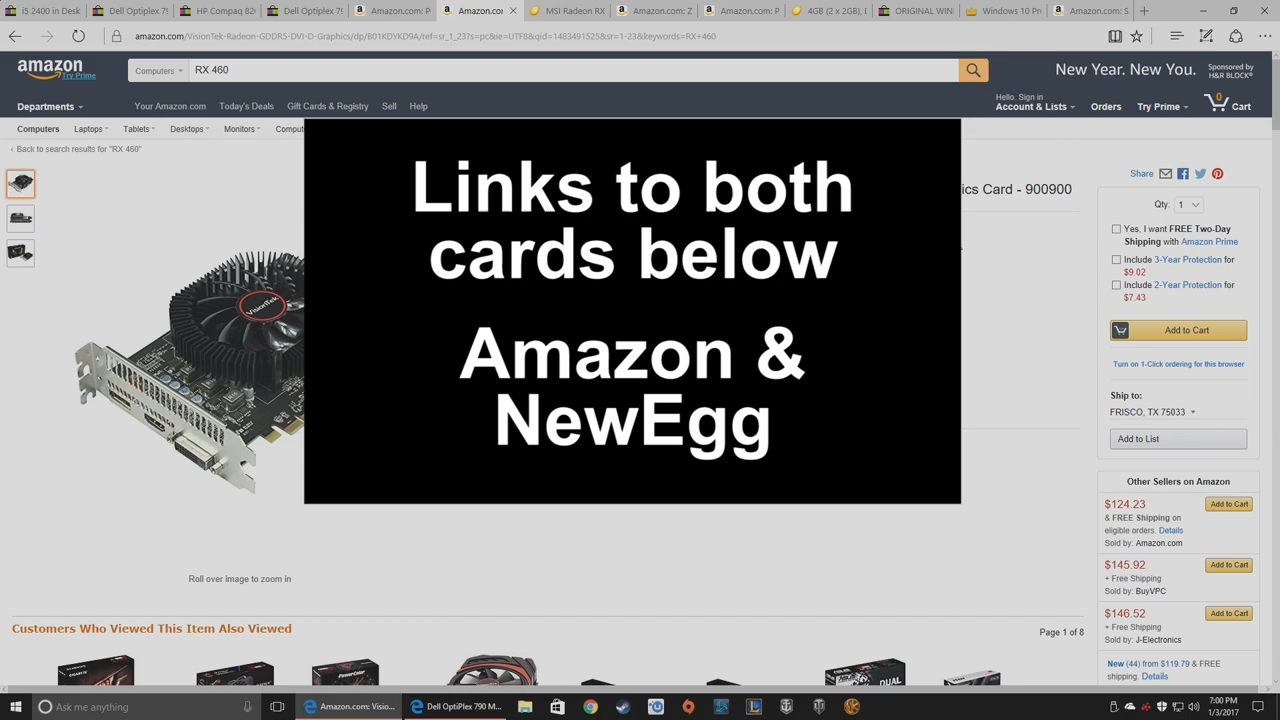 i5 2400 in Desk
Dell Optiplex 79
HP Compaq 820
Dell Optiplex 79
Amazon.com: P
Amazon.co
MSI Radeon RX
Amazon.com: Z
Amazon.com: P
4GB (2 x 2GB), D
ORIGINAL WIN
Windows 10 Pro
Amazon.com: S
amazon.com/VisionTek-Radeon-GDDR5-DVI-D-Graphics/dp/B01KDYKD9A/ref=sr_1_23?s=pc&ie=UTF8&qid=1483491525&sr=1-23&keywords=RX+460
amazon
Try Prime
Computers
RX 460
New Year. New You.
Sponsored by
H&R BLOCK®
Departments
Your Amazon.com
Today's Deals
Gift Cards & Registry
Sell
Help
Hello. Sign in
Account & Lists
Orders
Try Prime
0
Cart
Computers
Laptops
Tablets
Desktops
Monitors
Comput
‹ Back to search results for "RX 460"
Links to both
cards below
Amazon &
NewEgg
ics Card - 900900
VisionTek
Roll over image to zoom in
Share
Qty: 1
Yes, I want FREE Two-Day
Shipping with Amazon Prime
Include 3-Year Protection for
$9.02
Include 2-Year Protection for
$7.43
Add to Cart
Turn on 1-Click ordering for this browser
Ship to:
FRISCO, TX 75033
Add to List
Other Sellers on Amazon
$124.23
Add to Cart
& FREE Shipping on
eligible orders. Details
Sold by: Amazon.com
$145.92
Add to Cart
+ Free Shipping
Sold by: BuyVPC
$146.52
Add to Cart
+ Free Shipping
Sold by: J-Electronics
New (44) from $119.79 & FREE
shipping. Details
Customers Who Viewed This Item Also Viewed
Page 1 of 8
Ask me anything
Amazon.com: Visio...
Dell OptiPlex 790 M...
7:00 PM
1/3/2017